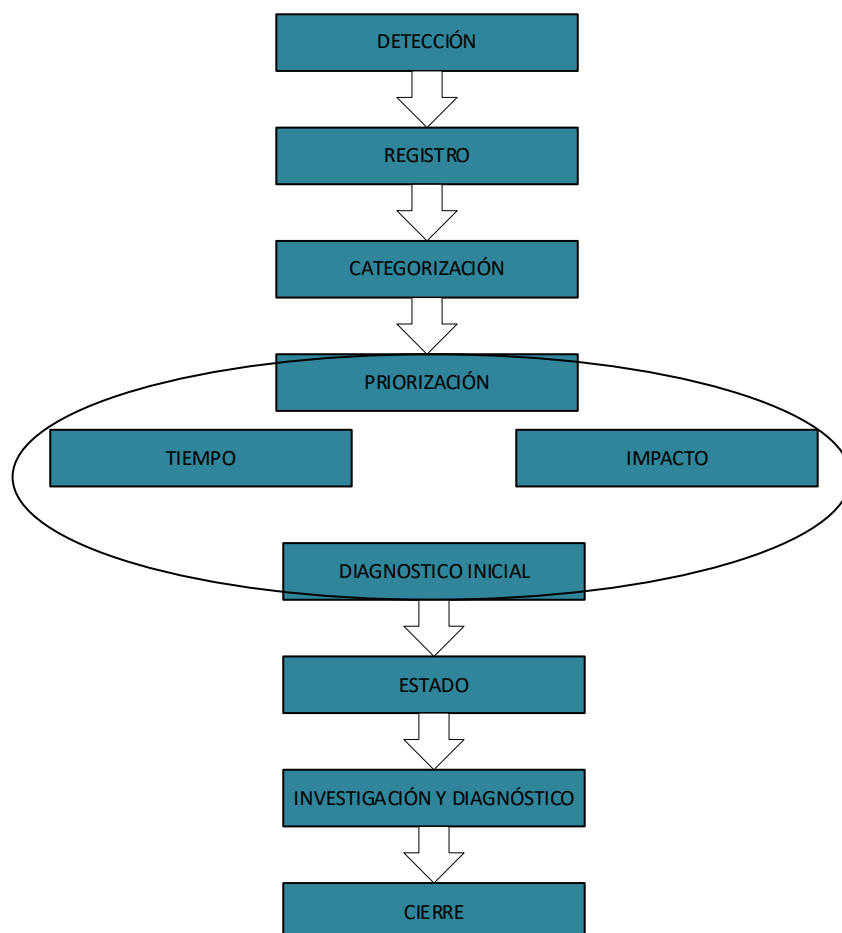 DETECCIÓN
REGISTRO
CATEGORIZACIÓN
PRIORIZACIÓN
TIEMPO
IMPACTO
DIAGNOSTICO INICIAL
ESTADO
INVESTIGACIÓN Y DIAGNÓSTICO
CIERRE